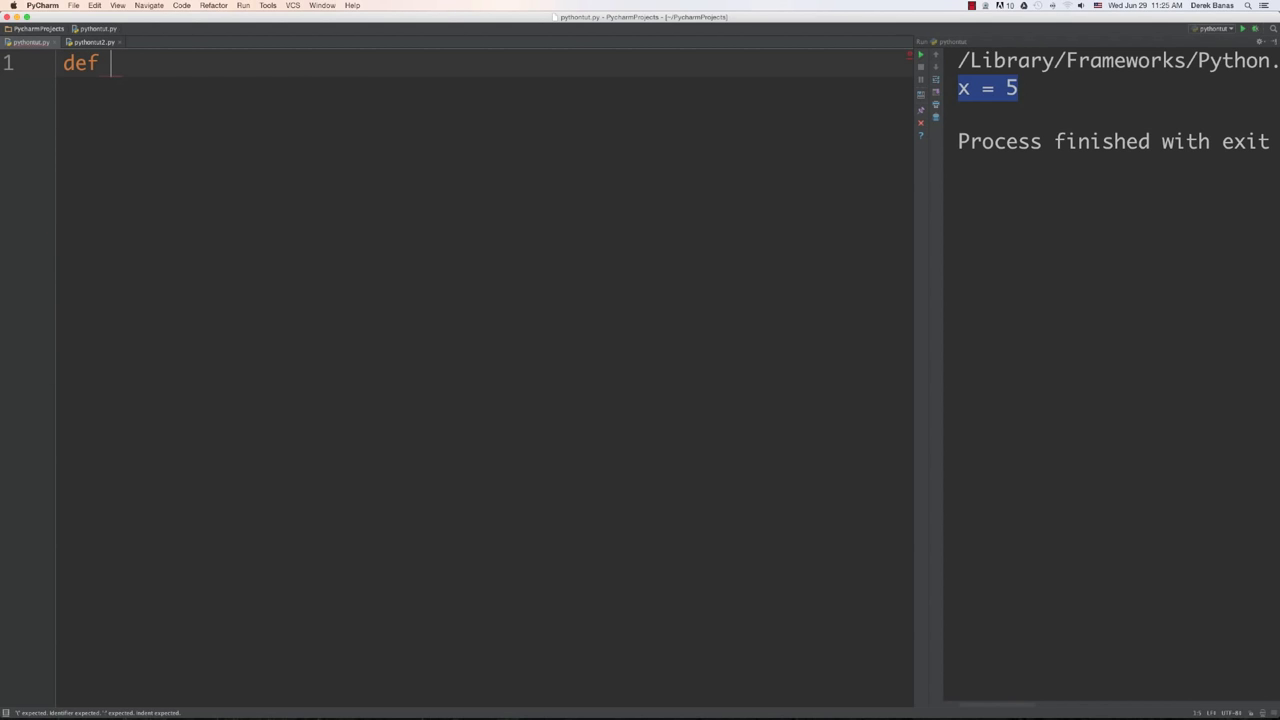 PyCharm File Edit View Navigate Code Refactor Run Tools VCS Window Help 10 Wed Jun 29 11:25 AM Derek Banas
pythontut.py - PycharmProjects - [~/PycharmProjects]
PycharmProjects pythontut.py pythontut
pythontut.py pythontut2.py Run pythontut
1 def
/Library/Frameworks/Python.
x = 5
Process finished with exit
'(' expected. Identifier expected. ':' expected. Indent expected. 1:5 LF÷ UTF-8÷